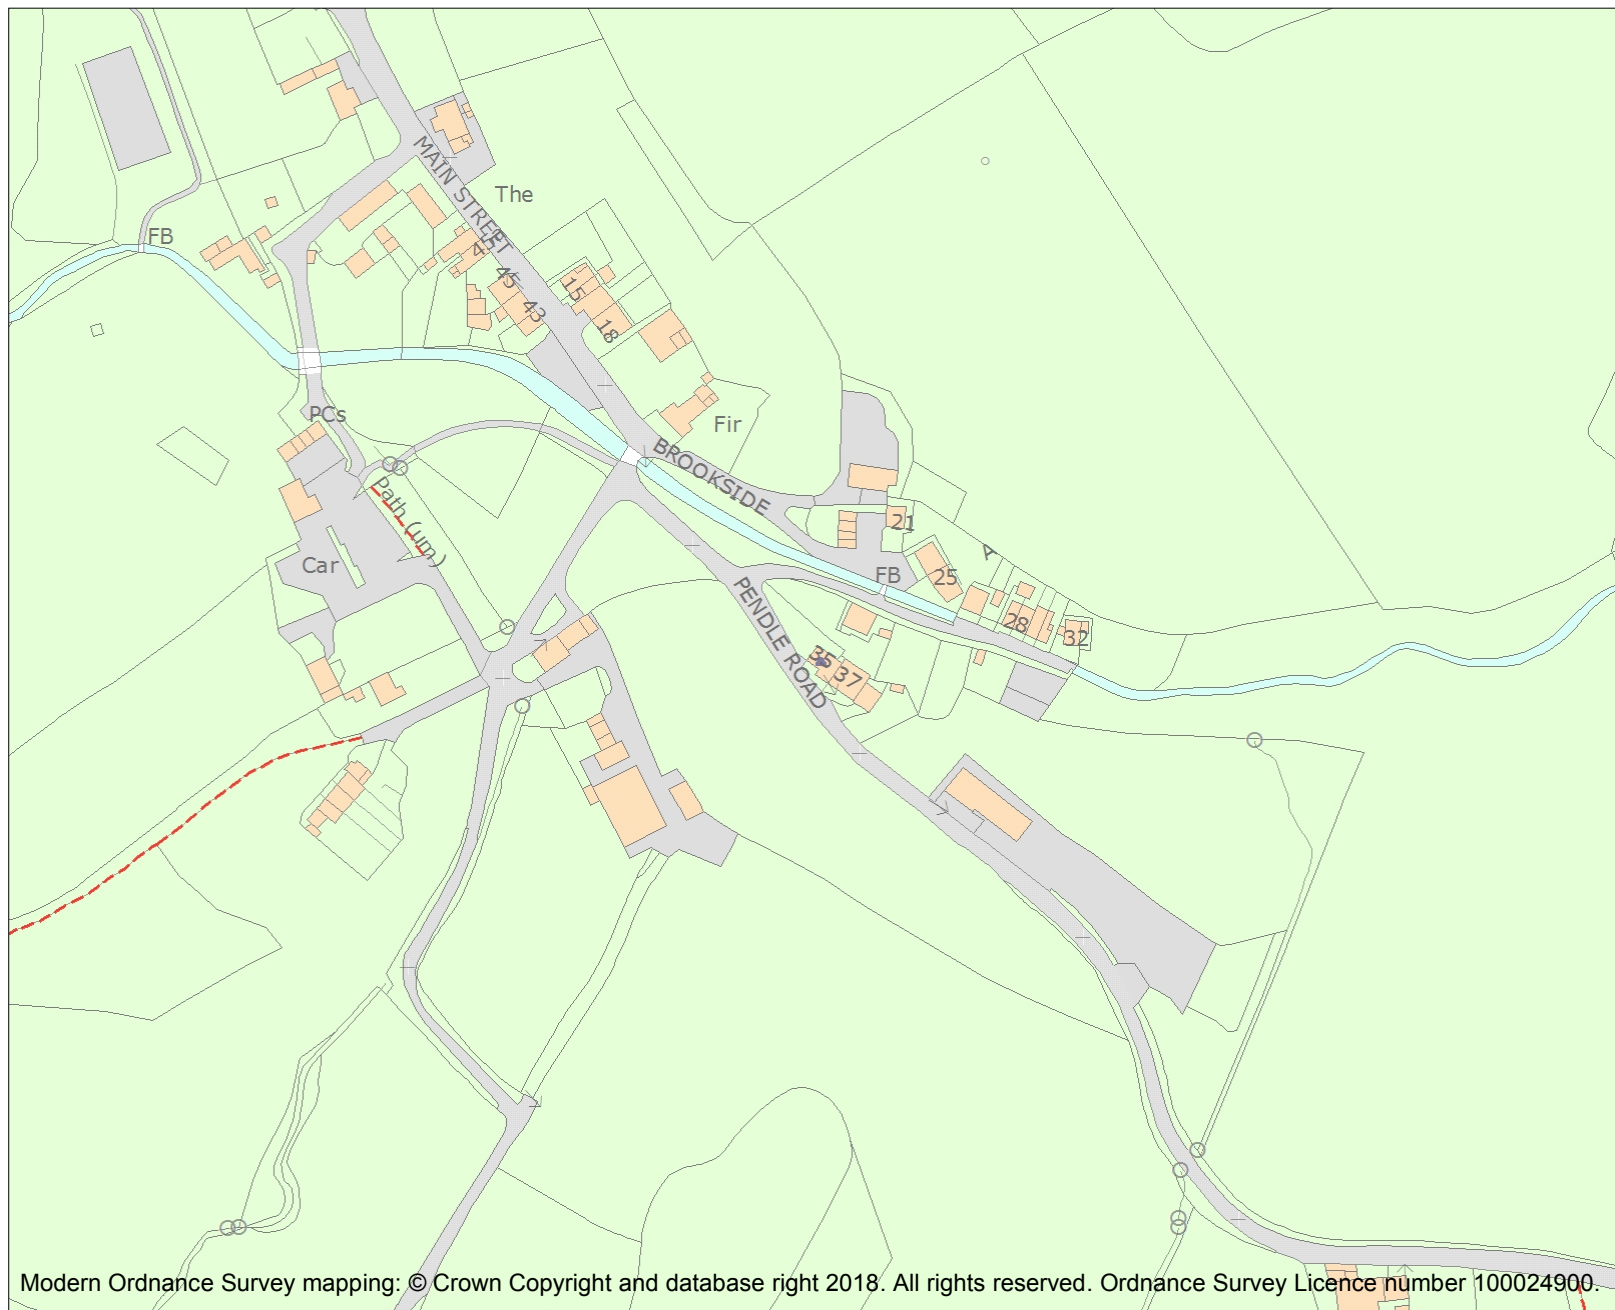 MAIN STREET
The
FB
45
43
15
18
PCs
Fir
BROOKSIDE
Path (um)
21
A
Car
FB
25
PENDLE ROAD
28
32
35
37
Modern Ordnance Survey mapping: © Crown Copyright and database right 2018. All rights reserved. Ordnance Survey Licence number 100024900.